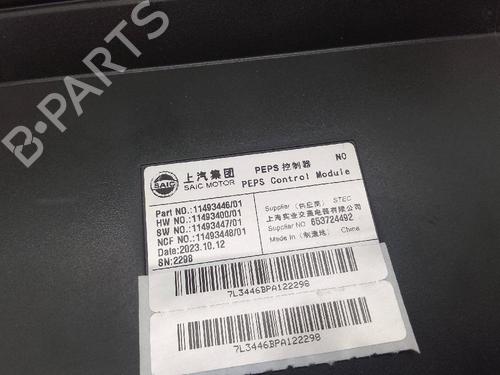 B-PARTS
SAIC
上汽集团
SAIC MOTOR
PEPS 控制器 NO
PEPS Control Module
Part NO.:11493446/01
HW NO.:11493400/01
SW NO.:11493447/01
NCF NO.:11493448/01
Date:2023.10.12
SN:2298
Supplier (供应商) STEC
上海实业交通电器有限公司
Supplier NO 653724492
Made in (制造地) China
7L3446BPA122298
7L3446BPA122298